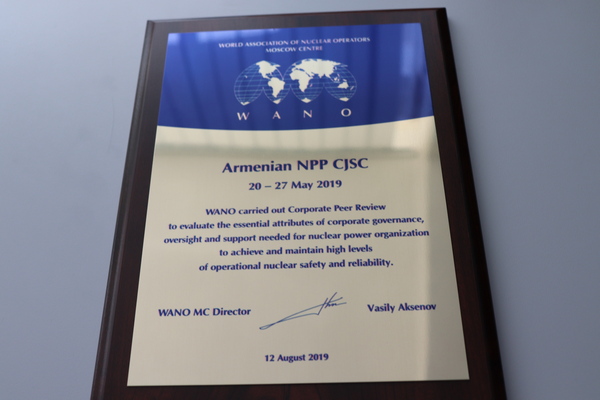 WORLD ASSOCIATION OF NUCLEAR OPERATORS
MOSCOW CENTRE
WANO
Armenian NPP CJSC
20 – 27 May 2019
WANO carried out Corporate Peer Review
to evaluate the essential attributes of corporate governance,
oversight and support needed for nuclear power organization
to achieve and maintain high levels
of operational nuclear safety and reliability.
WANO MC Director Vasily Aksenov
12 August 2019